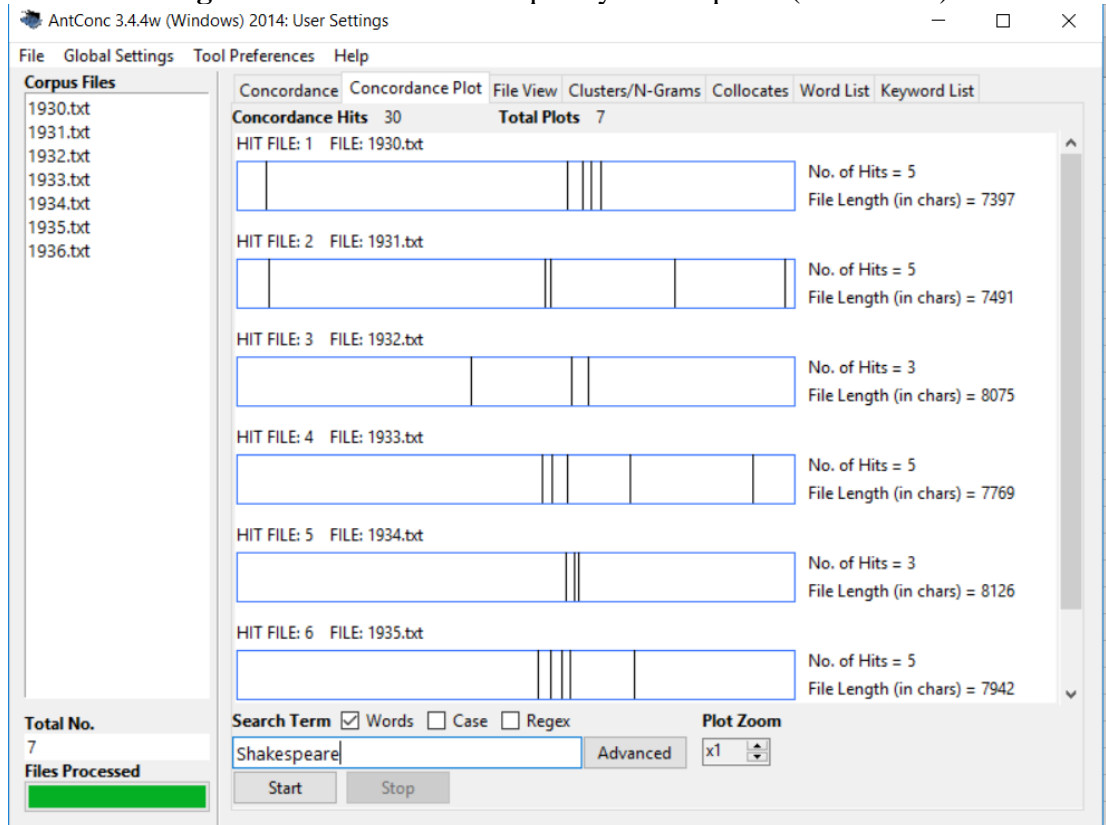 AntConc 3.4.4w (Windows) 2014: User Settings
File Global Settings Tool Preferences Help
Corpus Files
1930.txt
1931.txt
1932.txt
1933.txt
1934.txt
1935.txt
1936.txt
Total No.
7
Files Processed
Concordance Concordance Plot File View Clusters/N-Grams Collocates Word List Keyword List
Concordance Hits 30 Total Plots 7
HIT FILE: 1 FILE: 1930.txt
No. of Hits = 5
File Length (in chars) = 7397
HIT FILE: 2 FILE: 1931.txt
No. of Hits = 5
File Length (in chars) = 7491
HIT FILE: 3 FILE: 1932.txt
No. of Hits = 3
File Length (in chars) = 8075
HIT FILE: 4 FILE: 1933.txt
No. of Hits = 5
File Length (in chars) = 7769
HIT FILE: 5 FILE: 1934.txt
No. of Hits = 3
File Length (in chars) = 8126
HIT FILE: 6 FILE: 1935.txt
No. of Hits = 5
File Length (in chars) = 7942
Search Term Words Case Regex Plot Zoom
Shakespeare Advanced x1
Start Stop